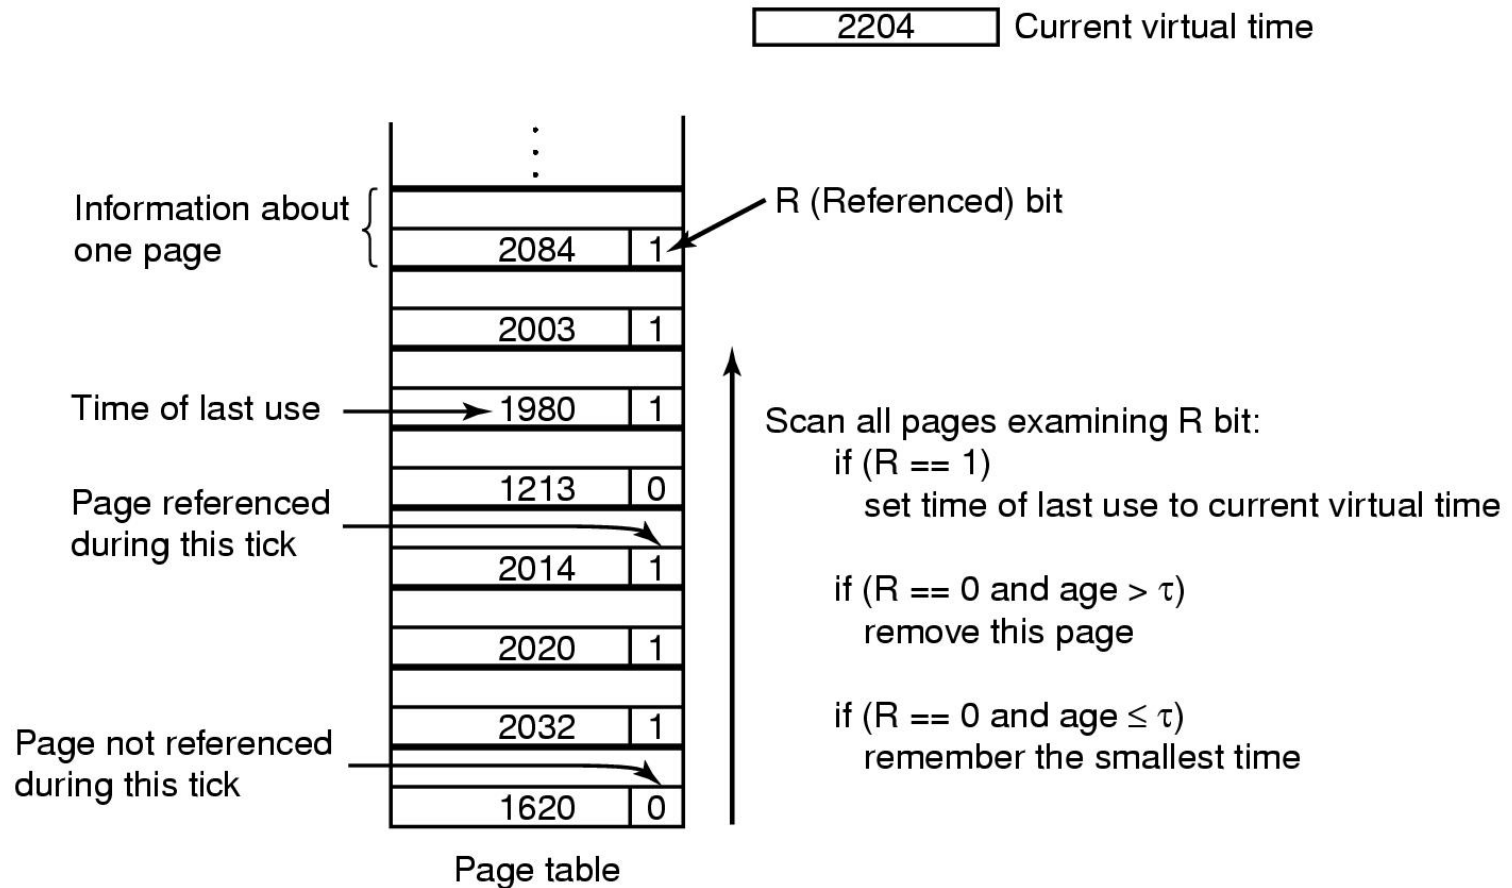 2204 Current virtual time
Information about
one page
R (Referenced) bit
2084 1
2003 1
Time of last use
1980 1
Scan all pages examining R bit:
if (R == 1)
set time of last use to current virtual time
if (R == 0 and age > τ)
remove this page
if (R == 0 and age ≤ τ)
remember the smallest time
1213 0
Page referenced
during this tick
2014 1
2020 1
2032 1
Page not referenced
during this tick
1620 0
Page table